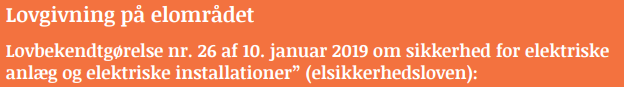 Lovgivning på elområdet
Lovbekendtgørelse nr. 26 af 10. januar 2019 om sikkerhed for elektriske
anlæg og elektriske installationer” (elsikkerhedsloven):